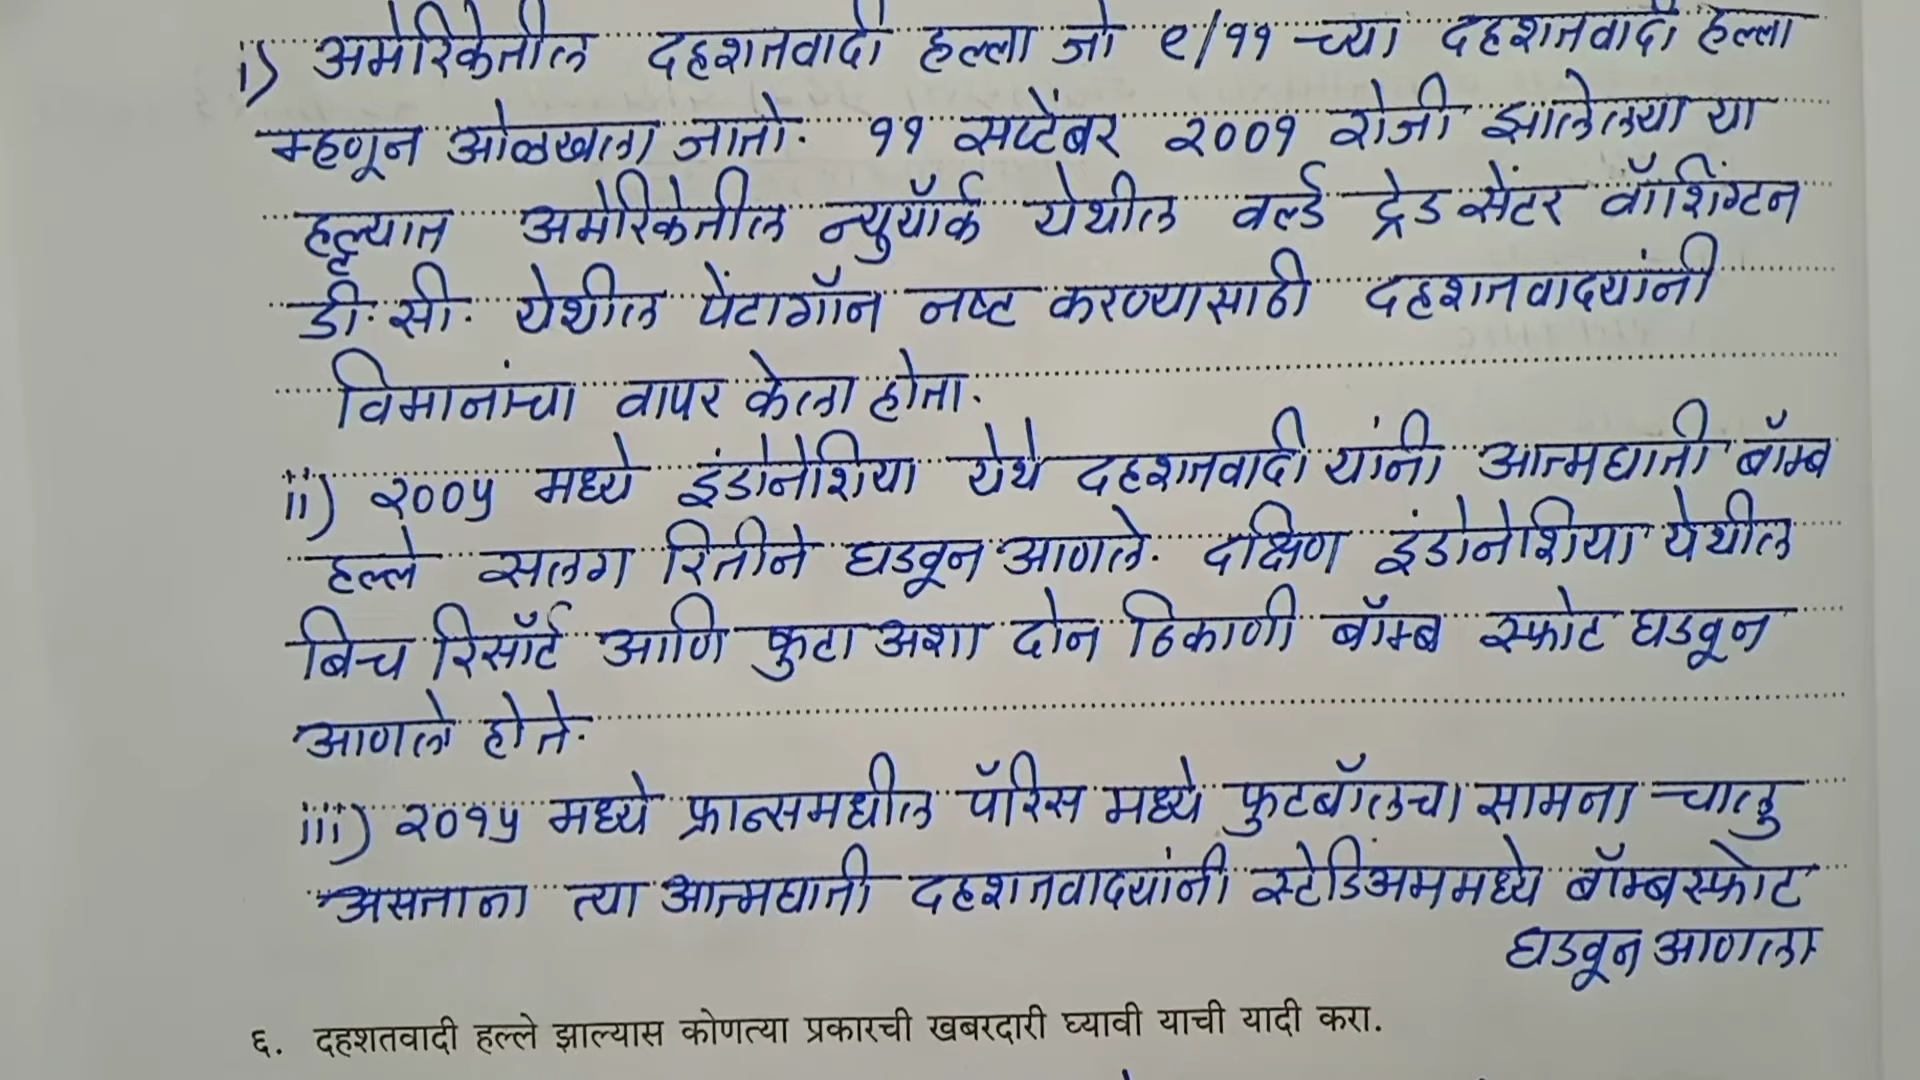 i) अमेरिकेतील दहशतवादी हल्ला जो ९/११ च्या दहशतवादी हल्ला
म्हणून ओळखला जातो. ११ सप्टेंबर २००१ रोजी झालेल्या या
हल्ल्यात अमेरिकेतील न्युयॉर्क येथील वर्ल्ड ट्रेड सेंटर वॉशिंग्टन
डी. सी. येथील पेंटागॉन नष्ट करण्यासाठी दहशतवादयांनी
विमानांचा वापर केला होता.
ii) २००५ मध्ये इंडोनेशिया येथे दहशतवादी यांनी आत्मघाती बॉम्ब
हल्ले सलग रितीने घडवून आणले. दक्षिण इंडोनेशिया येथील
बिच रिसॉर्ट आणि कुटा अशा दोन ठिकाणी बॉम्ब स्फोट घडवून
आणले होते.
iii) २०१५ मध्ये फ्रान्समधील पॅरिस मध्ये फुटबॉलचा सामना चालु
असताना त्या आत्मघाती दहशतवादयांनी स्टेडिअममध्ये बॉम्बस्फोट
घडवून आणला
६. दहशतवादी हल्ले झाल्यास कोणत्या प्रकारची खबरदारी घ्यावी याची यादी करा.